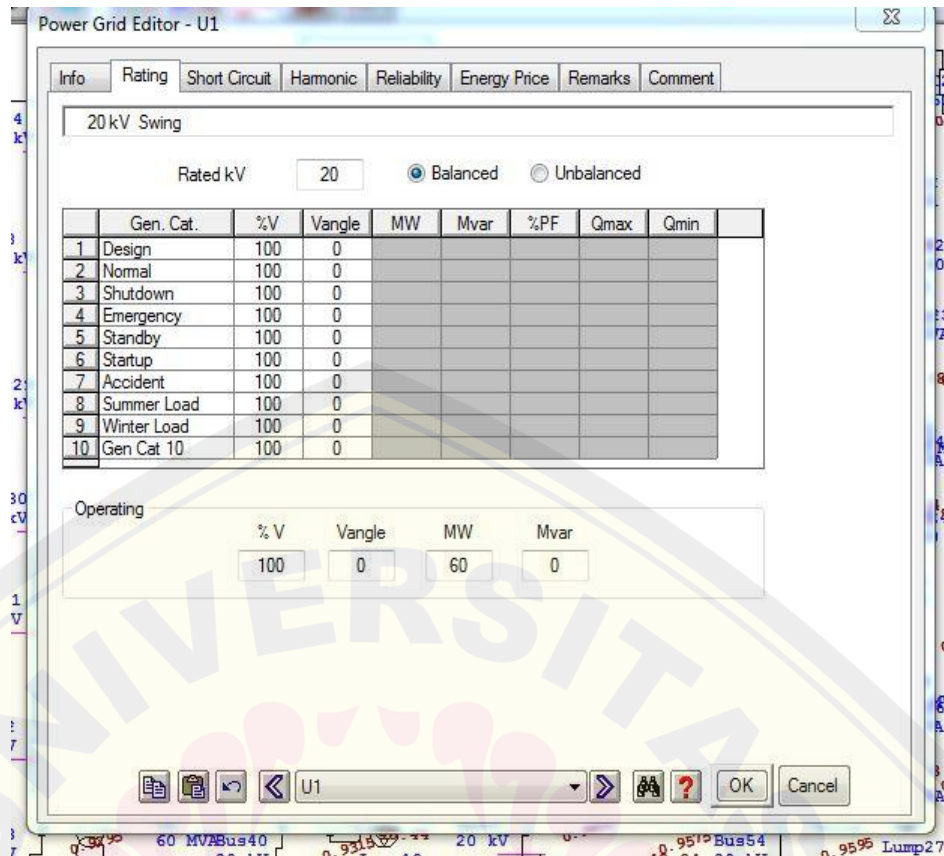 Power Grid Editor - U1
Info Rating Short Circuit Harmonic Reliability Energy Price Remarks Comment
20 kV Swing
Rated kV 20 Balanced Unbalanced
Gen. Cat. %V Vangle MW Mvar %PF Qmax Qmin
1 Design 100 0
2 Normal 100 0
3 Shutdown 100 0
4 Emergency 100 0
5 Standby 100 0
6 Startup 100 0
7 Accident 100 0
8 Summer Load 100 0
9 Winter Load 100 0
10 Gen Cat 10 100 0
Operating
% V Vangle MW Mvar
100 0 60 0
U1 OK Cancel
60 MVA Bus40 20 kV Bus54
0.9595 Lump27
UNIVERSITAS